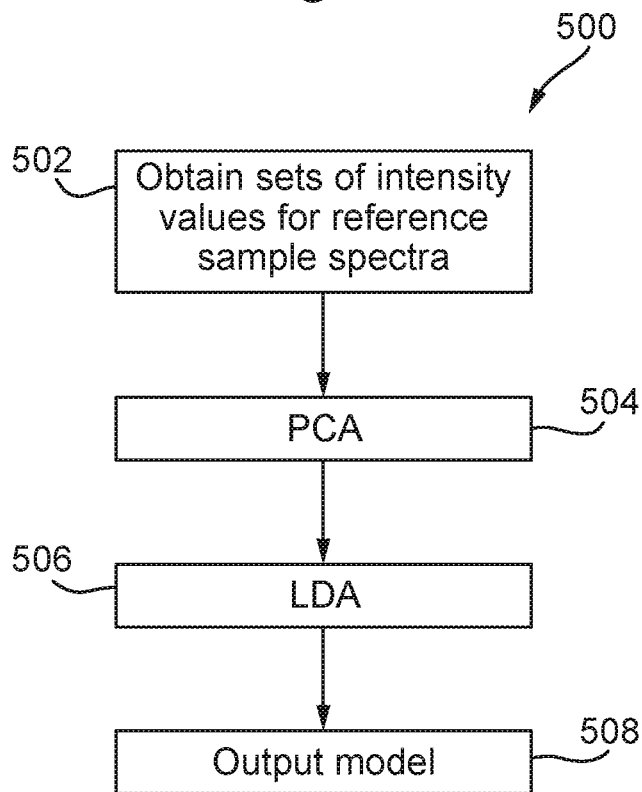 500
502
Obtain sets of intensity
values for reference
sample spectra
504
PCA
506
LDA
508
Output model